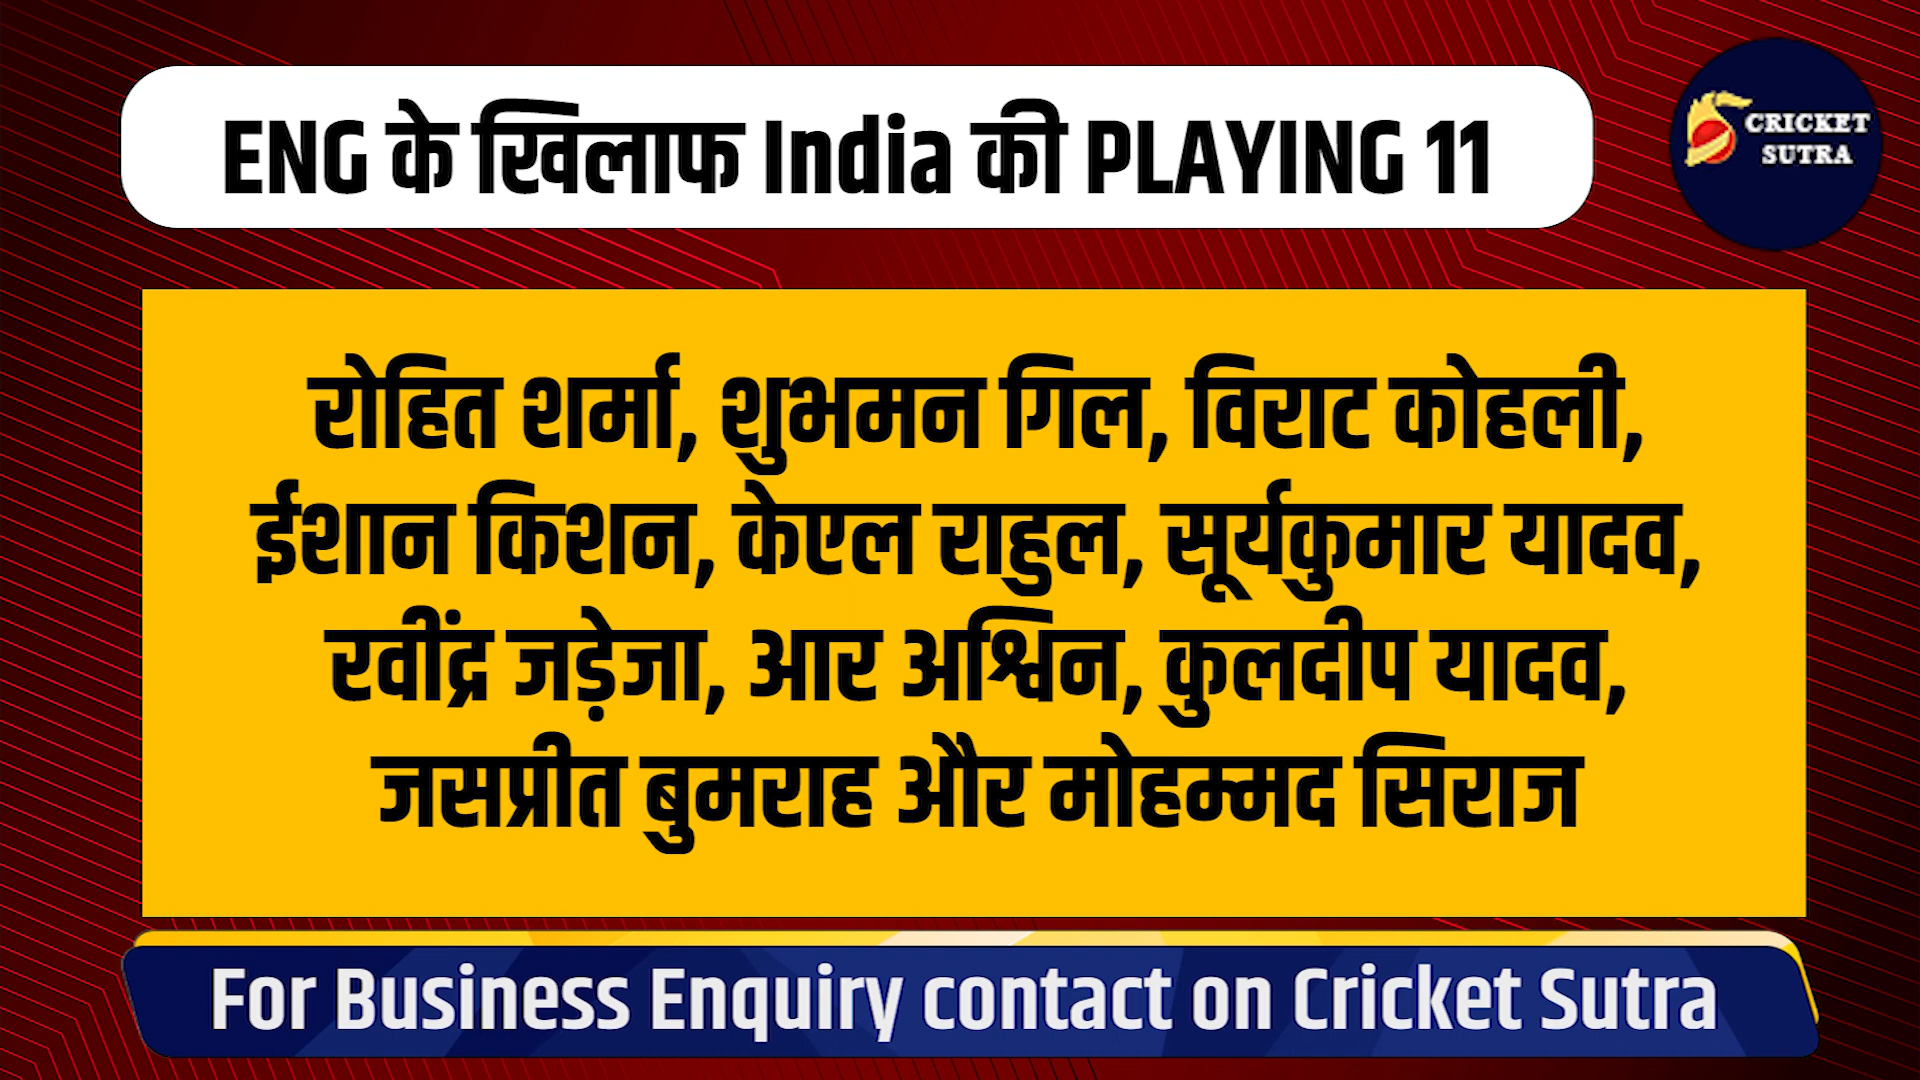 ENG के खिलाफ India की PLAYING 11
CRICKET
SUTRA
रोहित शर्मा, शुभमन गिल, विराट कोहली,
ईशान किशन, केएल राहुल, सूर्यकुमार यादव,
रवींद्र जड़ेजा, आर अश्विन, कुलदीप यादव,
जसप्रीत बुमराह और मोहम्मद सिराज
For Business Enquiry contact on Cricket Sutra